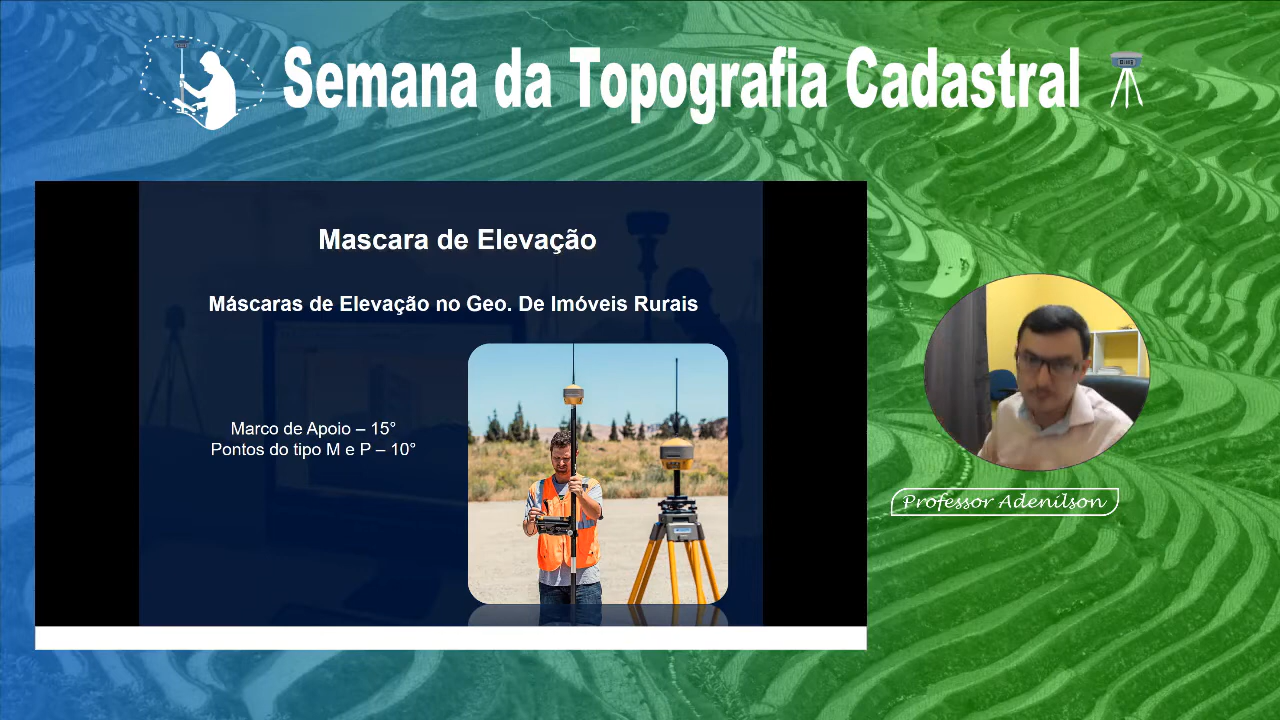 Semana da Topografia Cadastral
Mascara de Elevação
Máscaras de Elevação no Geo. De Imóveis Rurais
Marco de Apoio – 15°
Pontos do tipo M e P – 10°
Professor Adenilson